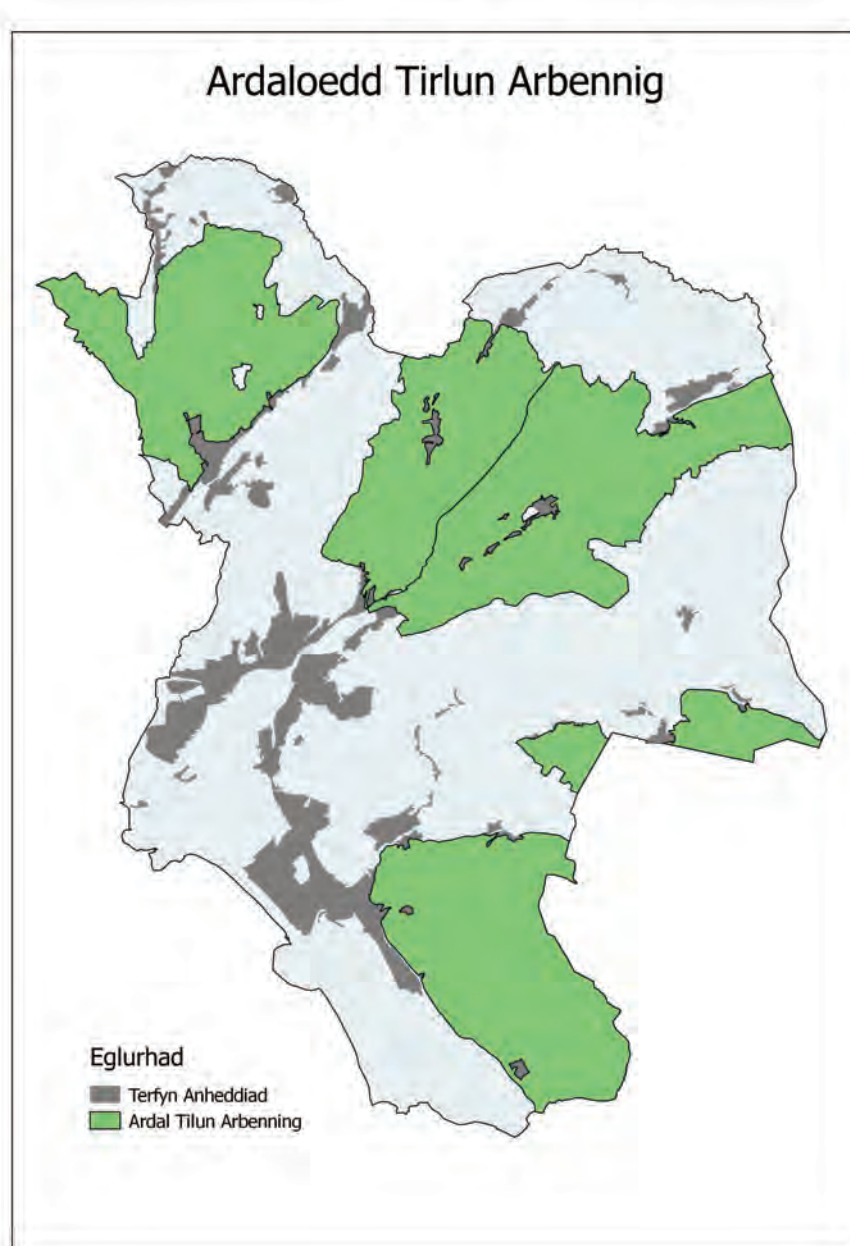 Ardaloedd Tirlun Arbennig
Eglurhad
Terfyn Anheddiad
Ardal Tilun Arbenning